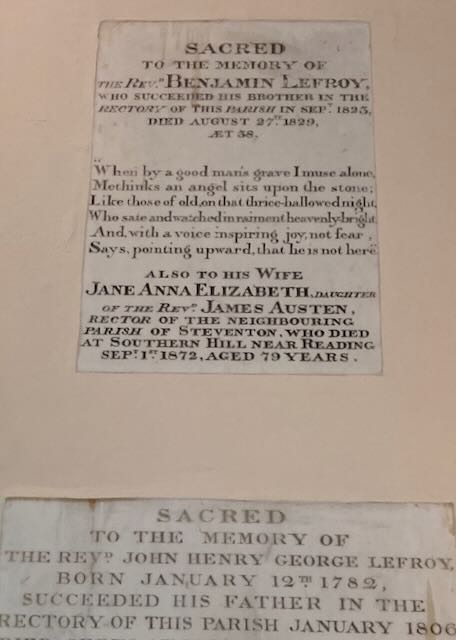 SACRED
TO THE MEMORY OF
THE REV.D BENJAMIN LEFROY,
WHO SUCCEEDED HIS BROTHER IN THE
RECTORY OF THIS PARISH IN SEPT. 1823,
DIED AUGUST 27TH 1829,
ÆT 38.
"When by a good man's grave I muse alone,
Methinks an angel sits upon the stone;
Like those of old, on that thrice-hallowed night,
Who sate and watched in raiment heavenly-bright;
And, with a voice inspiring joy, not fear,
Says, pointing upward, that he is not here"
ALSO TO HIS WIFE
JANE ANNA ELIZABETH, DAUGHTER
OF THE REV.D JAMES AUSTEN,
RECTOR OF THE NEIGHBOURING
PARISH OF STEVENTON, WHO DIED
AT SOUTHERN HILL NEAR READING
SEPT. 1ST 1872, AGED 79 YEARS.
SACRED
TO THE MEMORY OF
THE REV.D JOHN HENRY GEORGE LEFROY,
BORN JANUARY 12TH 1782,
SUCCEEDED HIS FATHER IN THE
RECTORY OF THIS PARISH JANUARY 1806